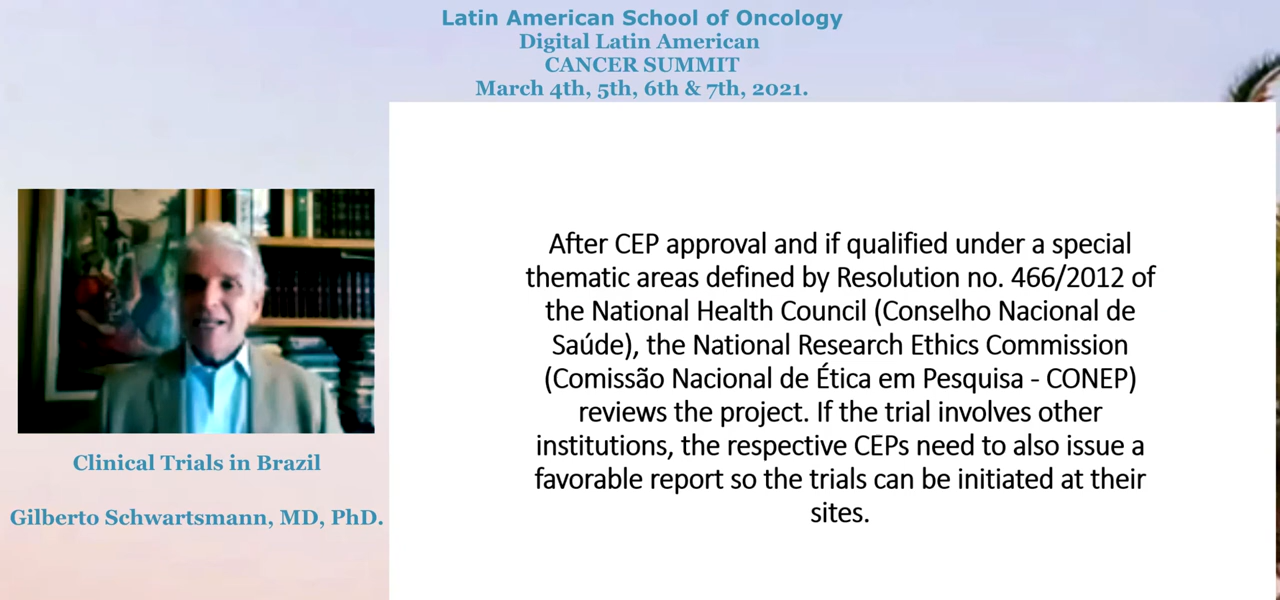 Latin American School of Oncology
Digital Latin American
CANCER SUMMIT
March 4th, 5th, 6th & 7th, 2021.
After CEP approval and if qualified under a special
thematic areas defined by Resolution no. 466/2012 of
the National Health Council (Conselho Nacional de
Saúde), the National Research Ethics Commission
(Comissão Nacional de Ética em Pesquisa - CONEP)
reviews the project. If the trial involves other
institutions, the respective CEPs need to also issue a
favorable report so the trials can be initiated at their
sites.
Clinical Trials in Brazil
Gilberto Schwartsmann, MD, PhD.